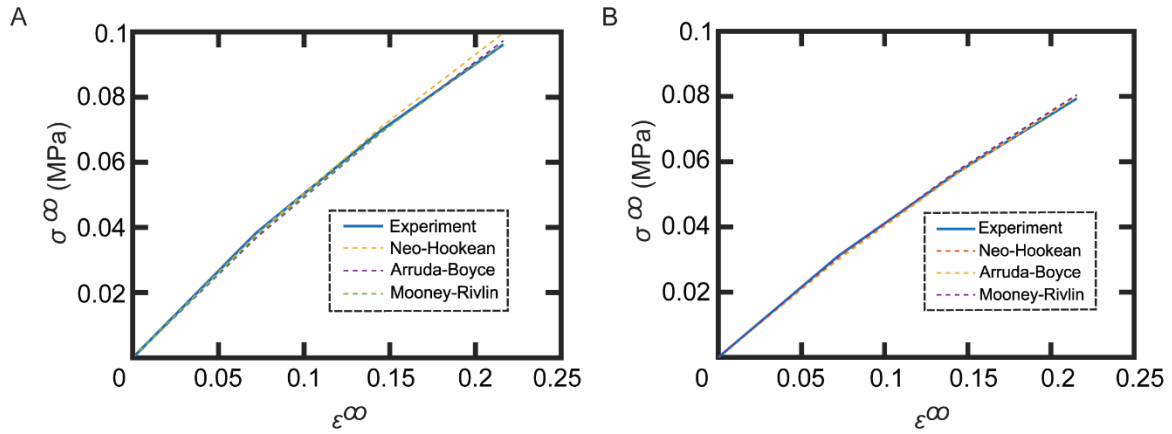 A
0.1
0.08
0.06
0.04
0.02
0
0.05
0.1
0.15
0.2
0.25
σ^∞ (MPa)
ε^∞
Experiment
Neo-Hookean
Arruda-Boyce
Mooney-Rivlin
B
0.1
0.08
0.06
0.04
0.02
0
0.05
0.1
0.15
0.2
0.25
σ^∞ (MPa)
ε^∞
Experiment
Neo-Hookean
Arruda-Boyce
Mooney-Rivlin